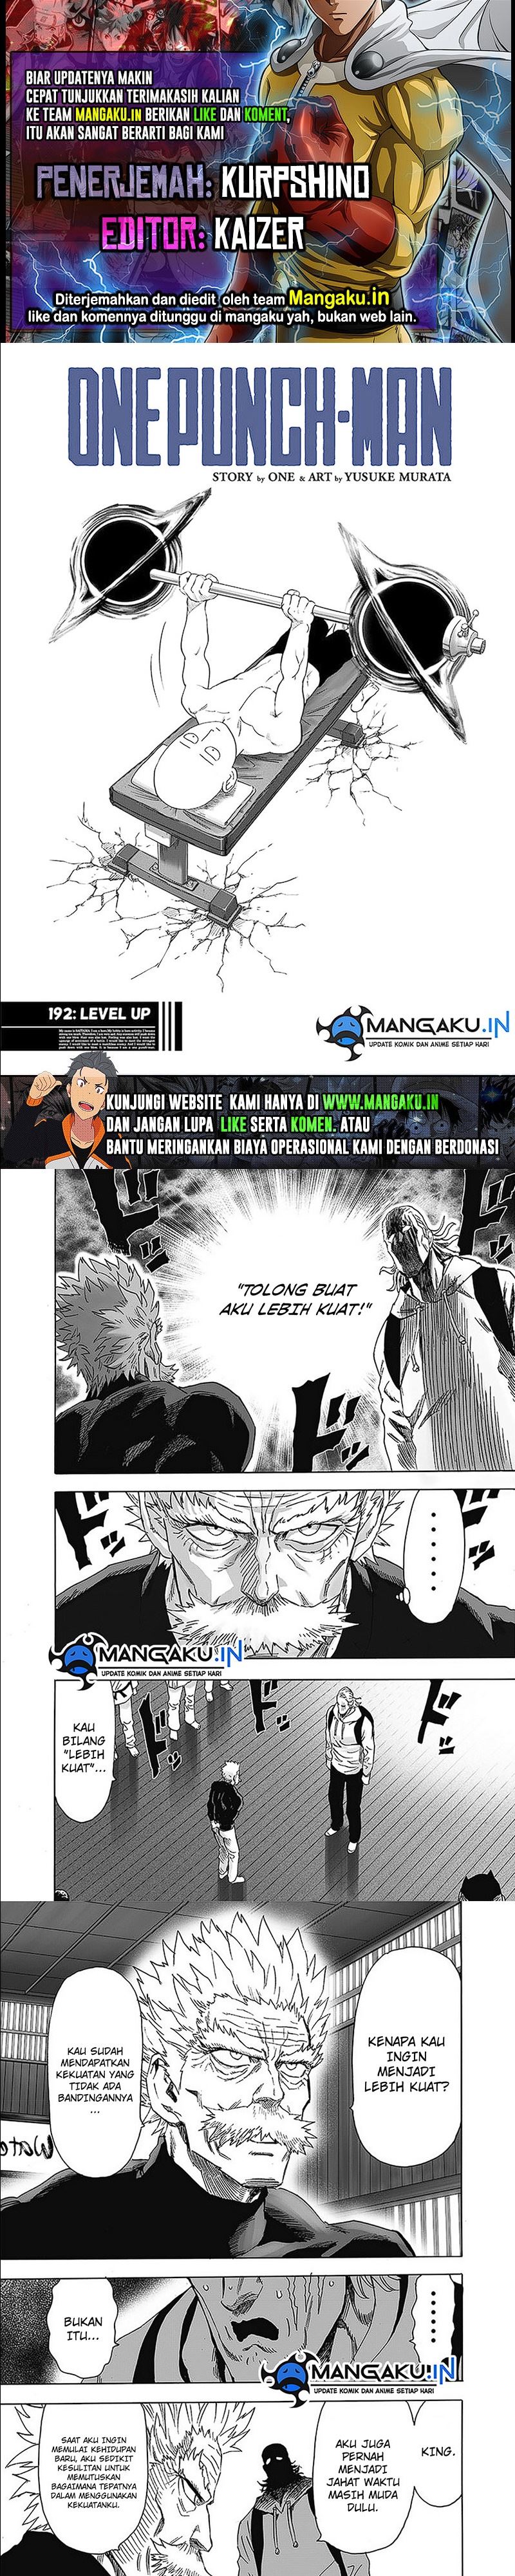 BIAR UPDATENYA MAKIN
CEPAT TUNJUKKAN TERIMAKASIH KALIAN
KE TEAM MANGAKU.IN BERIKAN LIKE DAN KOMENT,
ITU AKAN SANGAT BERARTI BAGI KAMI
PENERJEMAH: KURPSHINO
EDITOR: KAIZER
Diterjemahkan dan diedit oleh team Mangaku.in
like dan komennya ditunggu di mangaku yah, bukan web lain.
ONEPUNCH-MAN
STORY by ONE & ART by YUSUKE MURATA
192: LEVEL UP
MANGAKU.IN
UPDATE KOMIK DAN ANIME SETIAP HARI
KUNJUNGI WEBSITE KAMI HANYA DI WWW.MANGAKU.IN
DAN JANGAN LUPA LIKE SERTA KOMEN. ATAU
BANTU MERINGANKAN BIAYA OPERASIONAL KAMI DENGAN BERDONASI
"TOLONG BUAT
AKU LEBIH KUAT!"
ド
ド
MANGAKU.IN
UPDATE KOMIK DAN ANIME SETIAP HARI
KAU
BILANG
"LEBIH
KUAT"...
ド
ド
KENAPA KAU
INGIN
MENJADI
LEBIH KUAT?
KAU SUDAH
MENDAPATKAN
KEKUATAN YANG
TIDAK ADA
BANDINGANNYA
...
BUKAN
ITU...
MANGAKU.IN
UPDATE KOMIK DAN ANIME SETIAP HARI
KING.
AKU JUGA
PERNAH
MENJADI
JAHAT WAKTU
MASIH MUDA
DULU.
SAAT AKU INGIN
MEMULAI KEHIDUPAN
BARU, AKU SEDIKIT
KESULITAN UNTUK
MEMUTUSKAN
BAGAIMANA TEPATNYA
DALAM MENGGUNAKAN
KEKUATANKU.